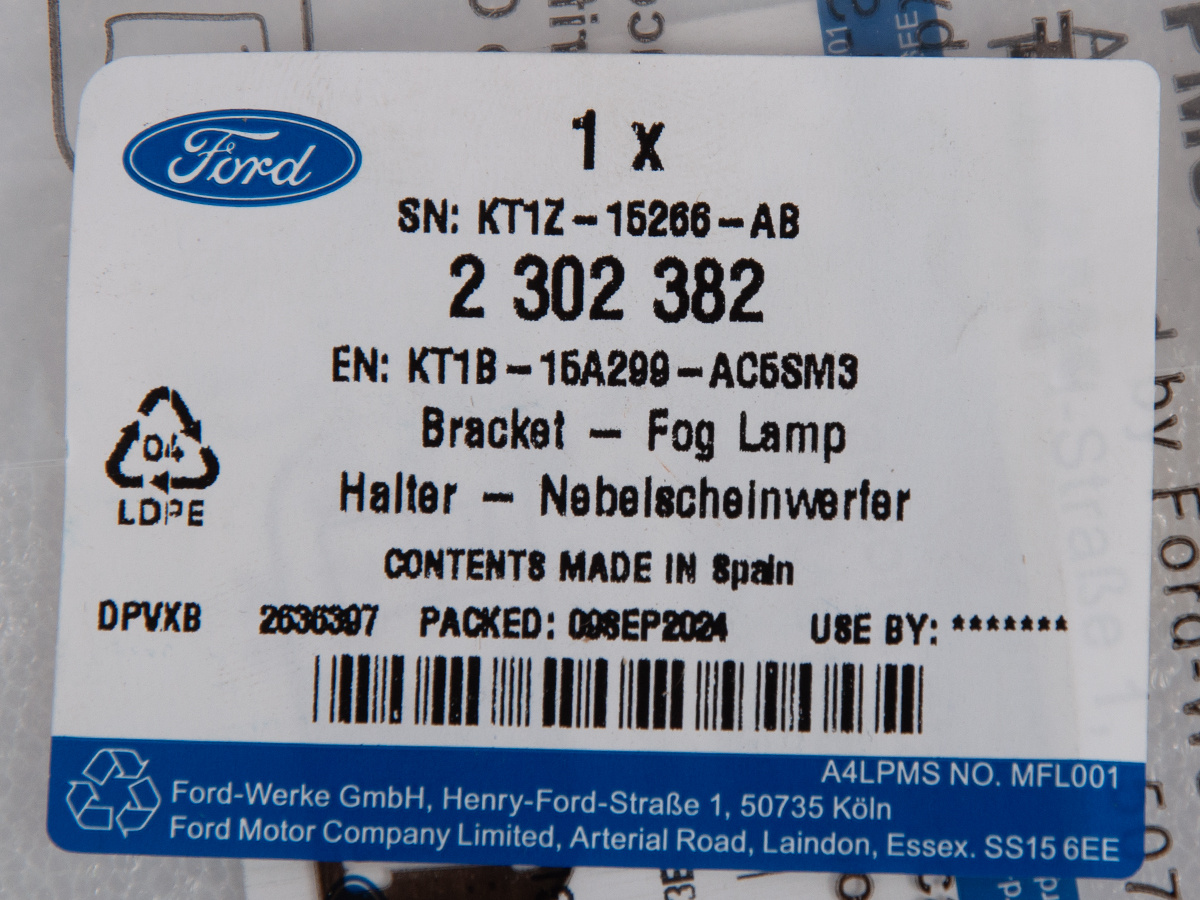 Ford
1 x
SN: KT1Z-15266-AB
2 302 382
EN: KT1B-15A299-AC5SM3
Bracket - Fog Lamp
Halter - Nebelscheinwerfer
04
LDPE
CONTENTS MADE IN Spain
DPVXB 2636397 PACKED: 09SEP2024 USE BY: *******
A4LPMS NO. MFL001
Ford-Werke GmbH, Henry-Ford-Straße 1, 50735 Köln
Ford Motor Company Limited, Arterial Road, Laindon, Essex. SS15 6EE
by Ford-W